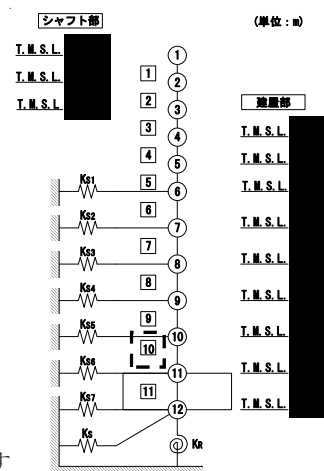 シャフト部
(単位：m)
T.M.S.L.
T.M.S.L.
T.M.S.L
建屋部
T.M.S.L.
T.M.S.L.
T.M.S.L.
T.M.S.L.
T.M.S.L.
T.M.S.L.
T.M.S.L.
T.M.S.L.
1
1
2
2
3
3
4
4
5
KS1
5
6
KS2
6
7
KS3
7
8
KS4
8
9
KS5
9
10
10
KS6
11
KS7
11
12
KS
KR
す